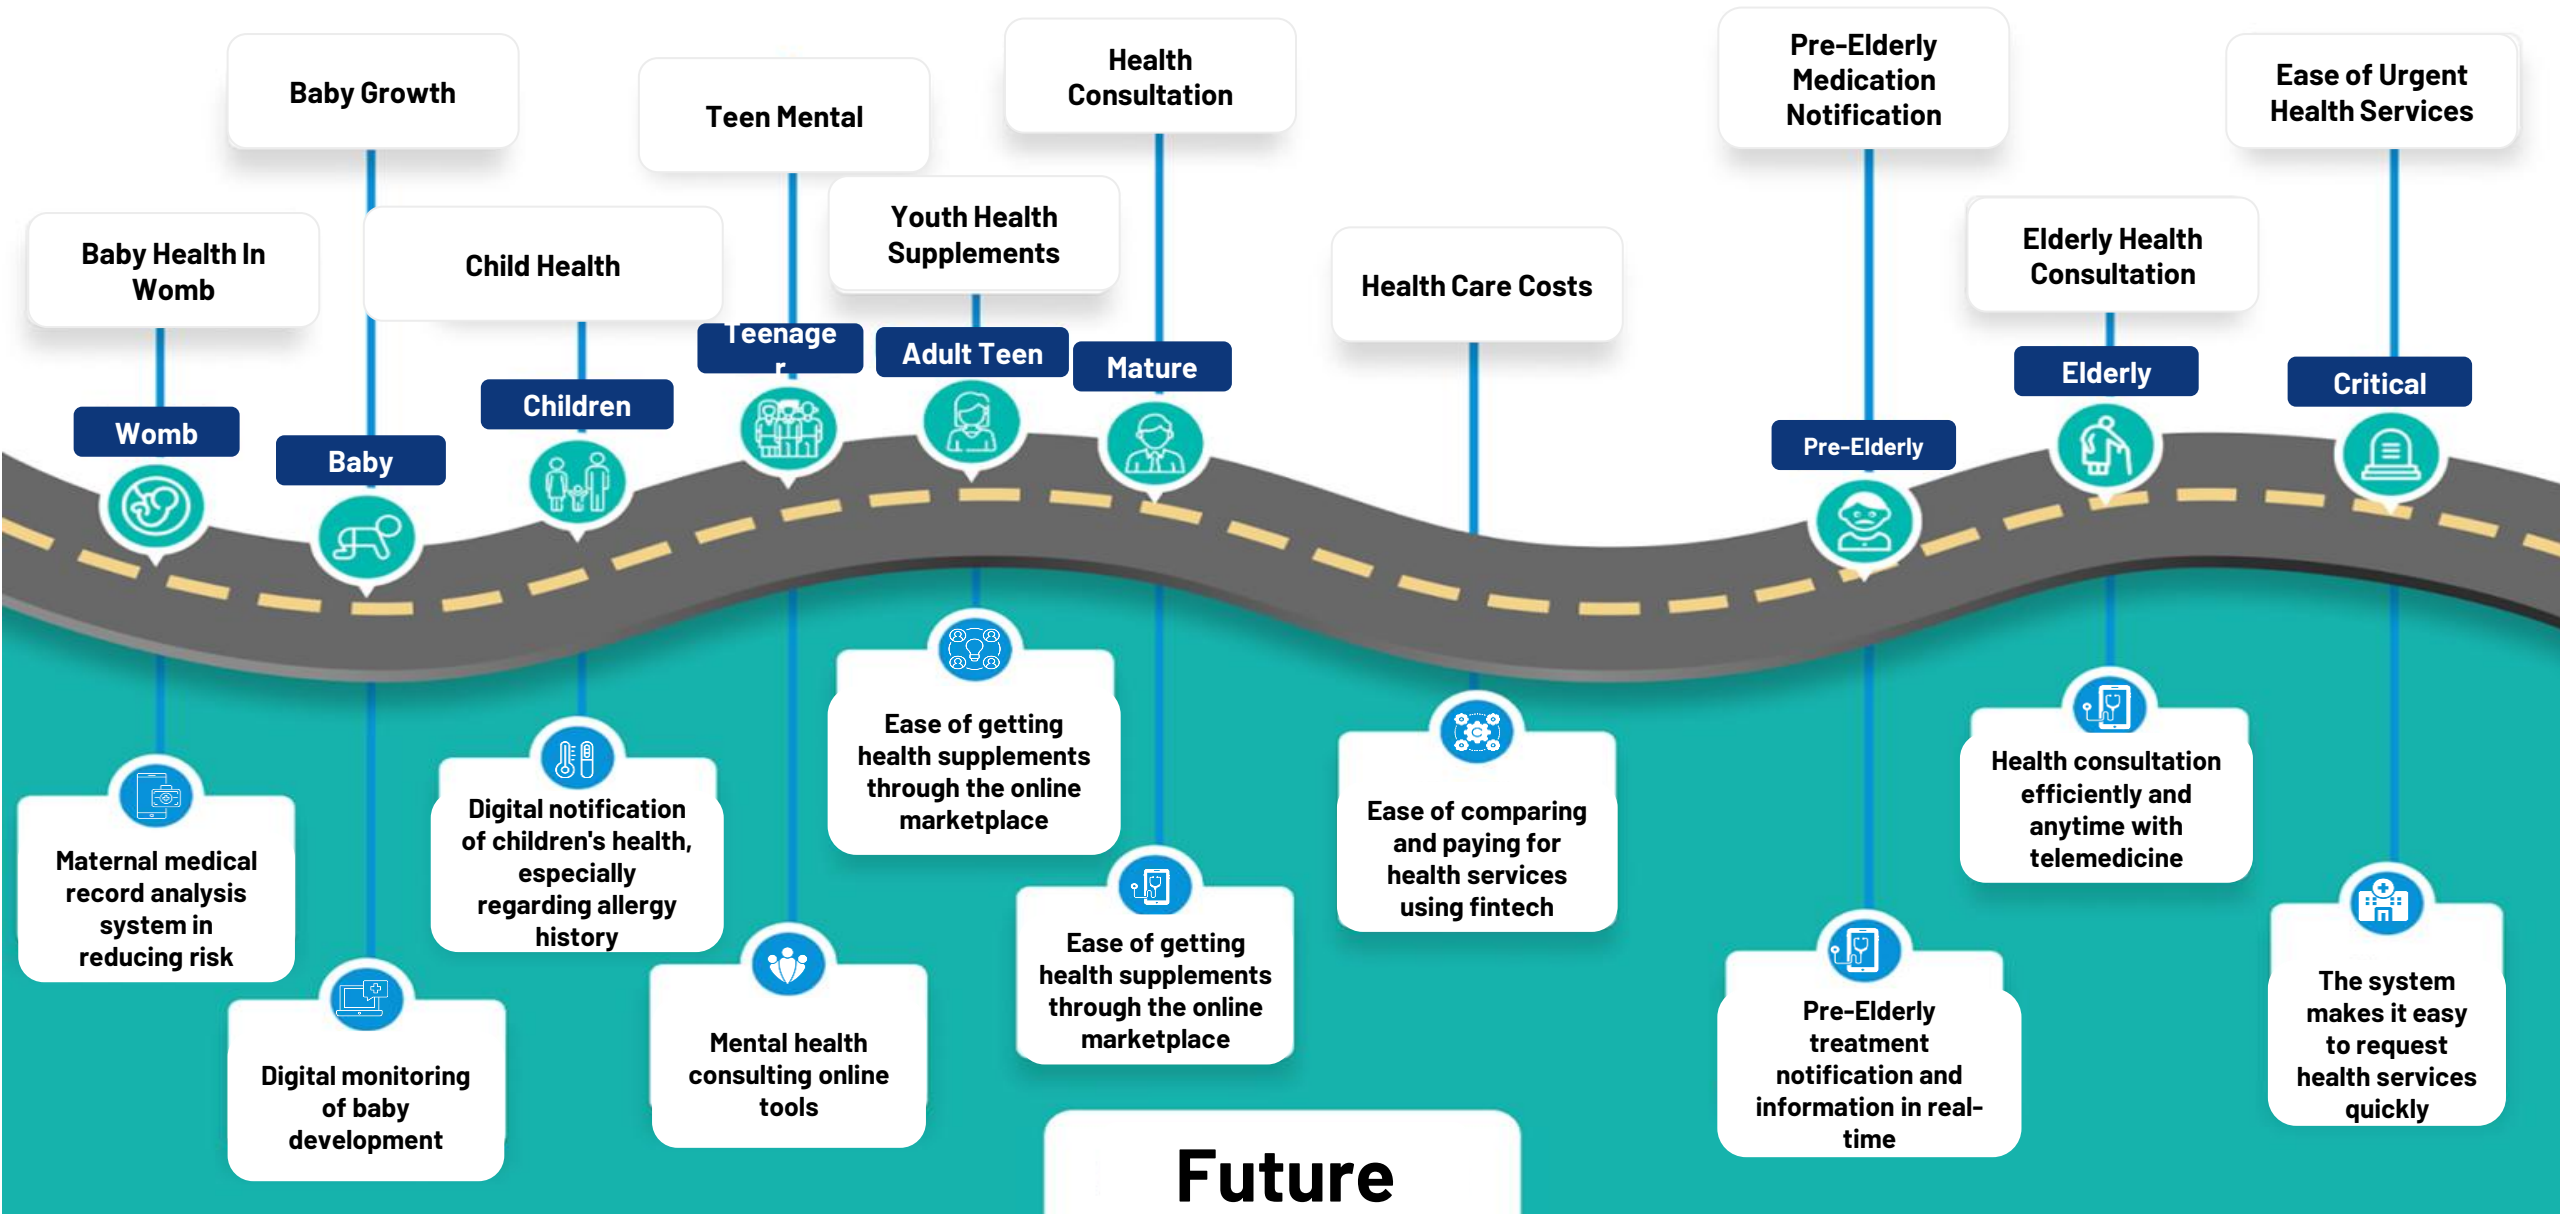 Baby Health In
Womb
Womb
Maternal medical
record analysis
system in
reducing risk
Baby Growth
Baby
Digital monitoring
of baby
development
Child Health
Children
Digital notification
of children's health,
especially
regarding allergy
history
Teen Mental
Teenage
r
Mental health
consulting online
tools
Youth Health
Supplements
Adult Teen
Ease of getting
health supplements
through the online
marketplace
Health
Consultation
Mature
Ease of getting
health supplements
through the online
marketplace
Health Care Costs
Ease of comparing
and paying for
health services
using fintech
Pre-Elderly
Medication
Notification
Pre-Elderly
Pre-Elderly
treatment
notification and
information in real-
time
Elderly Health
Consultation
Elderly
Health consultation
efficiently and
anytime with
telemedicine
Ease of Urgent
Health Services
Critical
The system
makes it easy
to request
health services
quickly
Future